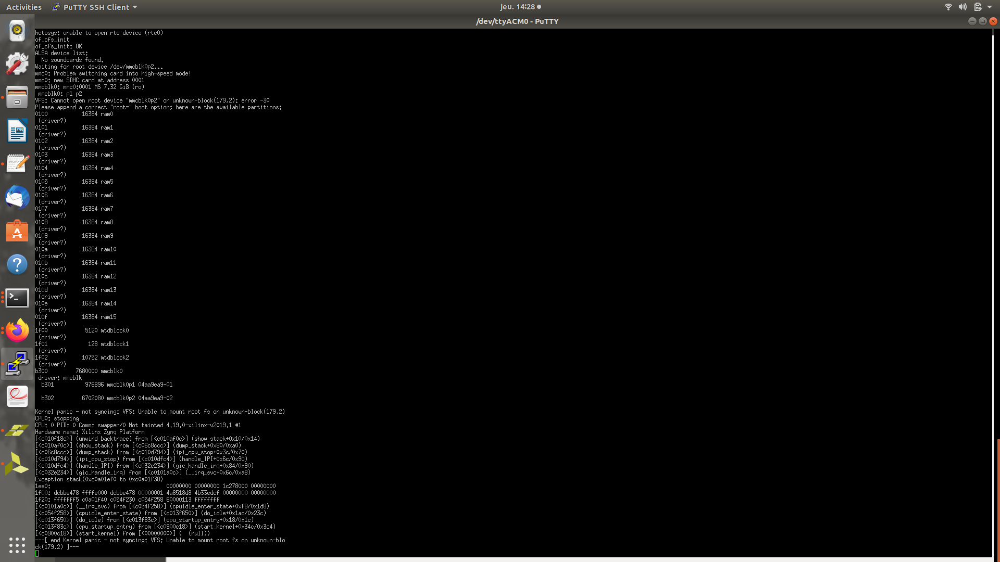 Activities
PuTTY SSH Client
jeu. 14:28
/dev/ttyACM0 - PuTTY
hctosys: unable to open rtc device (rtc0)
of_cfs_init
of_cfs_init: OK
ALSA device list:
  No soundcards found.
Waiting for root device /dev/mmcblk0p2...
mmc0: Problem switching card into high-speed mode!
mmc0: new SDHC card at address 0001
mmcblk0: mmc0:0001 MS 7.32 GiB (ro)
 mmcblk0: p1 p2
VFS: Cannot open root device "mmcblk0p2" or unknown-block(179,2): error -30
Please append a correct "root=" boot option; here are the available partitions:
0100           16384 ram0
 (driver?)
0101           16384 ram1
 (driver?)
0102           16384 ram2
 (driver?)
0103           16384 ram3
 (driver?)
0104           16384 ram4
 (driver?)
0105           16384 ram5
 (driver?)
0106           16384 ram6
 (driver?)
0107           16384 ram7
 (driver?)
0108           16384 ram8
 (driver?)
0109           16384 ram9
 (driver?)
010a           16384 ram10
 (driver?)
010b           16384 ram11
 (driver?)
010c           16384 ram12
 (driver?)
010d           16384 ram13
 (driver?)
010e           16384 ram14
 (driver?)
010f           16384 ram15
 (driver?)
1f00            5120 mtdblock0
 (driver?)
1f01             128 mtdblock1
 (driver?)
1f02           10752 mtdblock2
 (driver?)
b300         7680000 mmcblk0
 driver: mmcblk
  b301          976896 mmcblk0p1 04aa9ea9-01
  b302         6702080 mmcblk0p2 04aa9ea9-02
Kernel panic - not syncing: VFS: Unable to mount root fs on unknown-block(179,2)
CPU0: stopping
CPU: 0 PID: 0 Comm: swapper/0 Not tainted 4.19.0-xilinx-v2019.1 #1
Hardware name: Xilinx Zynq Platform
[<c010f18c>] (unwind_backtrace) from [<c010af0c>] (show_stack+0x10/0x14)
[<c010af0c>] (show_stack) from [<c06c8ccc>] (dump_stack+0x80/0xa0)
[<c06c8ccc>] (dump_stack) from [<c010d794>] (ipi_cpu_stop+0x3c/0x70)
[<c010d794>] (ipi_cpu_stop) from [<c010dfc4>] (handle_IPI+0x6c/0x90)
[<c010dfc4>] (handle_IPI) from [<c032e234>] (gic_handle_irq+0x84/0x90)
[<c032e234>] (gic_handle_irq) from [<c0101a0c>] (__irq_svc+0x6c/0xa8)
Exception stack(0xc0a01ef0 to 0xc0a01f38)
1ee0:                                     00000000 00000000 1c278000 00000000
1f00: dcbbe478 ffffe000 dcbbe478 00000001 4a8518d8 4b33edcf 00000000 00000000
1f20: fffffff5 c0a01f40 c054f230 c054f258 60000113 ffffffff
[<c0101a0c>] (__irq_svc) from [<c054f258>] (cpuidle_enter_state+0xf8/0x1d8)
[<c054f258>] (cpuidle_enter_state) from [<c013f650>] (do_idle+0x1ac/0x23c)
[<c013f650>] (do_idle) from [<c013f83c>] (cpu_startup_entry+0x18/0x1c)
[<c013f83c>] (cpu_startup_entry) from [<c0900c18>] (start_kernel+0x34c/0x3c4)
[<c0900c18>] (start_kernel) from [<00000000>] (  (null))
---[ end Kernel panic - not syncing: VFS: Unable to mount root fs on unknown-blo
ck(179,2) ]---